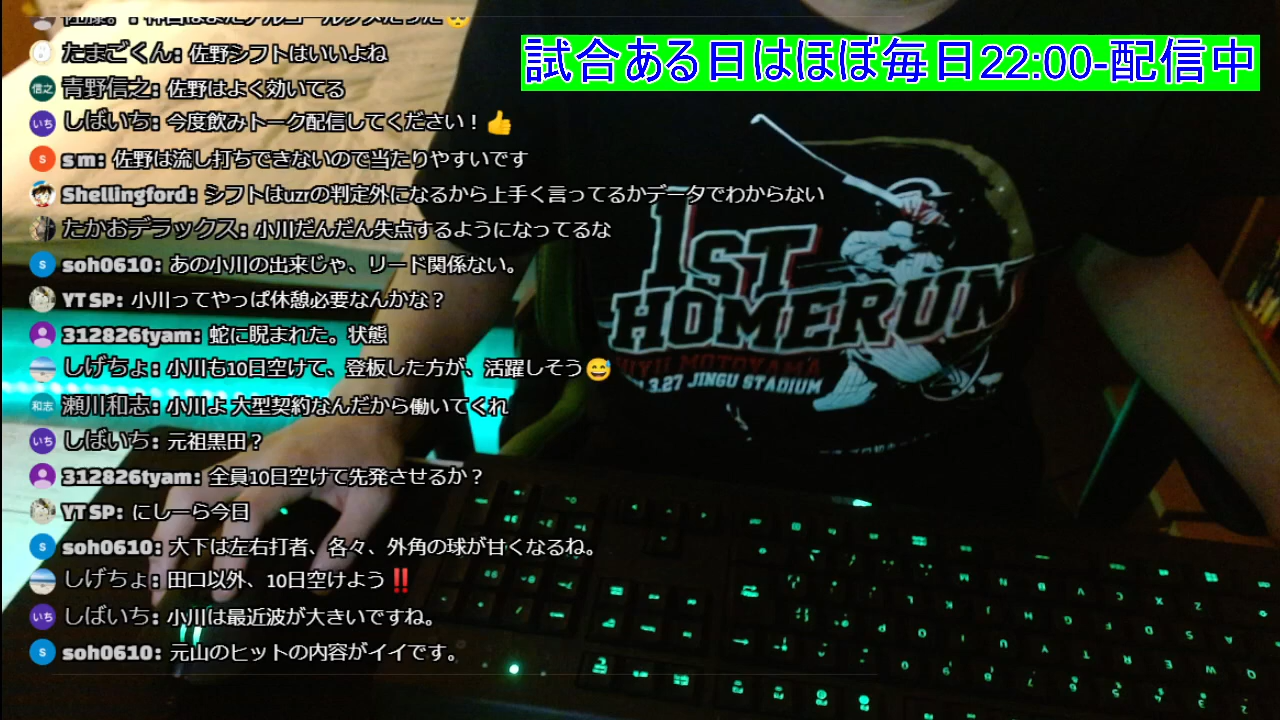 たまごくん: 佐野シフトはいいよね
試合ある日はほぼ毎日22:00-配信中
信之 青野信之: 佐野はよく効いてる
いち しばいち: 今度飲みトーク配信してください！👍
s s m: 佐野は流し打ちできないので当たりやすいです
Shellingford: シフトはuzrの判定外になるから上手く言ってるかデータでわからない
たかおデラックス: 小川だんだん失点するようになってるな
s soh0610: あの小川の出来じゃ、リード関係ない。
YT SP: 小川ってやっぱ休憩必要なんかな？
312826tyam: 蛇に睨まれた。状態
しげちょ: 小川も10日空けて、登板した方が、活躍しそう😅
和志 瀬川和志: 小川よ 大型契約なんだから働いてくれ
いち しばいち: 元祖黒田？
312826tyam: 全員10日空けて先発させるか？
YT SP: にしーら今日
s soh0610: 大下は左右打者、各々、外角の球が甘くなるね。
しげちょ: 田口以外、10日空けよう‼️
いち しばいち: 小川は最近波が大きいですね。
s soh0610: 元山のヒットの内容がイイです。
1ST
HOMERUN
MOTOYAMA
3.27 JINGU STADIUM